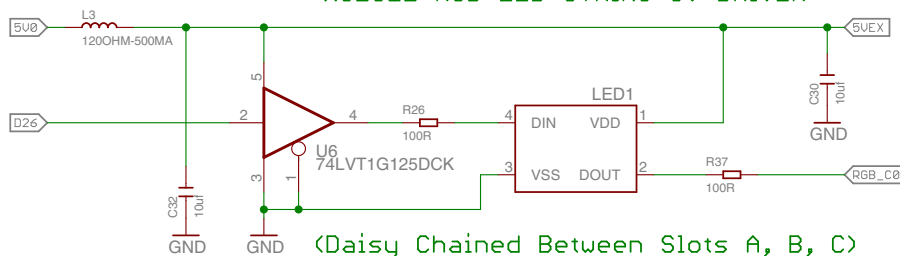 5V0
L3
120OHM-500MA
5VEX
5
C30
10uf
GND
D26
2
4
R26
100R
LED1
4
DIN
VDD
1
U6
74LVT1G125DCK
3
1
3
VSS
DOUT
2
R37
100R
RGB_CO
C32
10uf
GND
GND
(Daisy Chained Between Slots A, B, C)